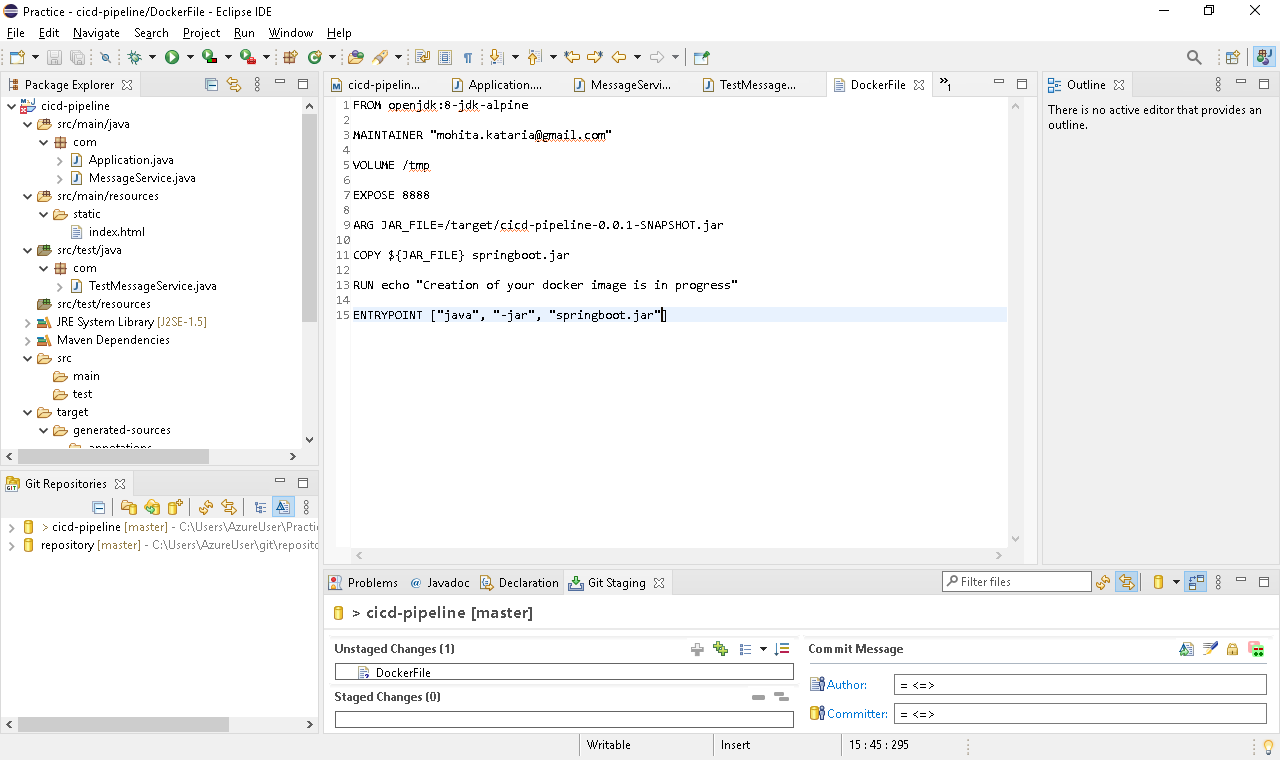 Practice - cicd-pipeline/DockerFile - Eclipse IDE
File Edit Navigate Search Project Run Window Help
Package Explorer
cicd-pipelin... Application.... MessageServi... TestMessage... DockerFile »1
Outline
cicd-pipeline
src/main/java
com
Application.java
MessageService.java
src/main/resources
static
index.html
src/test/java
com
TestMessageService.java
src/test/resources
JRE System Library [J2SE-1.5]
Maven Dependencies
src
main
test
target
generated-sources
annotations
1 FROM openjdk:8-jdk-alpine
2
3 MAINTAINER "mohita.kataria@gmail.com"
4
5 VOLUME /tmp
6
7 EXPOSE 8888
8
9 ARG JAR_FILE=/target/cicd-pipeline-0.0.1-SNAPSHOT.jar
10
11 COPY ${JAR_FILE} springboot.jar
12
13 RUN echo "Creation of your docker image is in progress"
14
15 ENTRYPOINT ["java", "-jar", "springboot.jar"]
There is no active editor that provides an
outline.
Git Repositories
> cicd-pipeline [master] - C:\Users\AzureUser\Practic
repository [master] - C:\Users\AzureUser\git\reposito
Problems Javadoc Declaration Git Staging
Filter files
> cicd-pipeline [master]
Unstaged Changes (1)
DockerFile
Staged Changes (0)
Commit Message
Author: = <=>
Committer: = <=>
Writable Insert 15 : 45 : 295